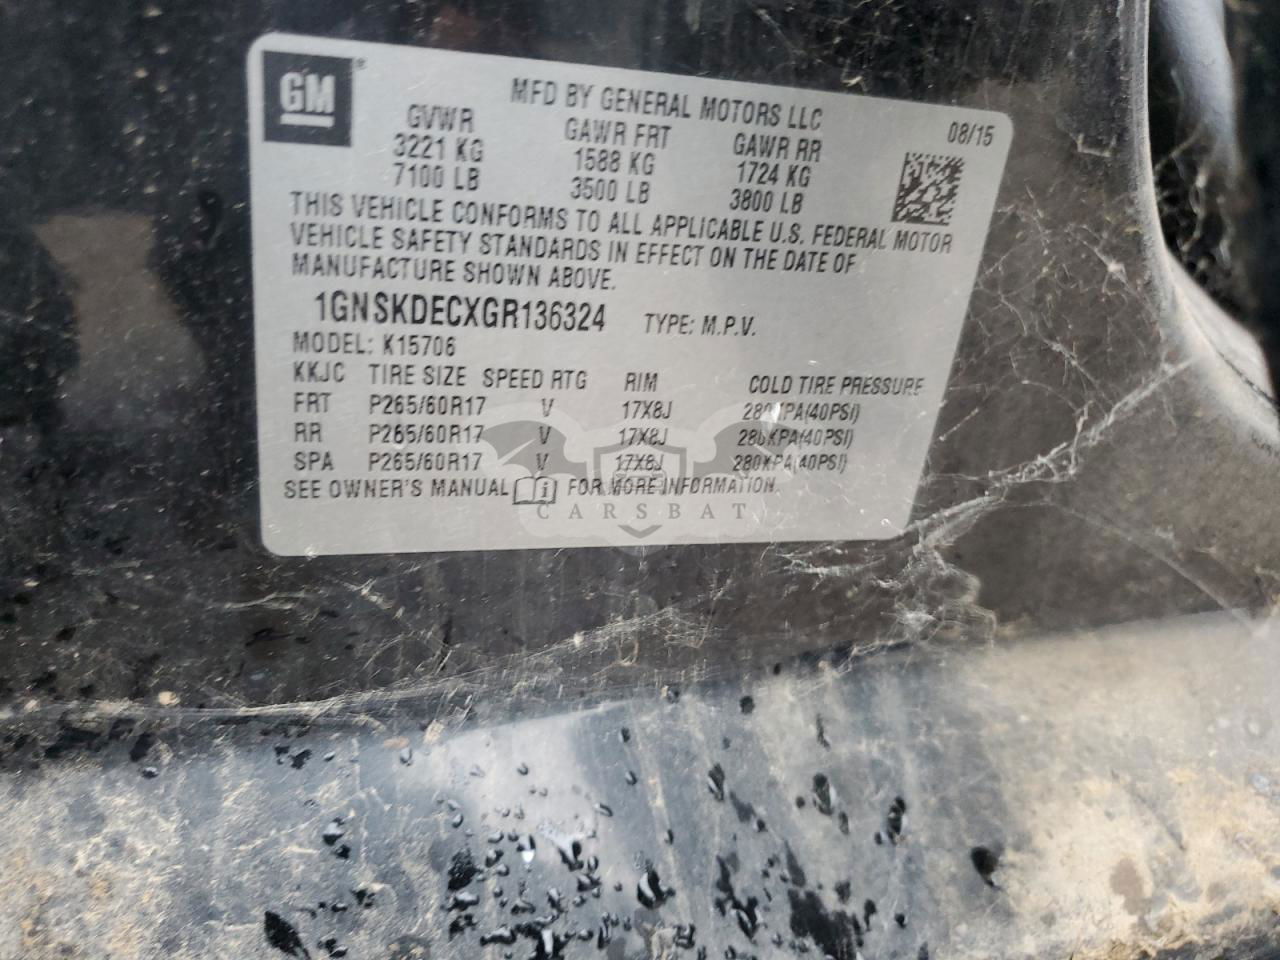 GM®
MFD BY GENERAL MOTORS LLC
08/15
GVWR GAWR FRT GAWR RR
3221 KG 1588 KG 1724 KG
7100 LB 3500 LB 3800 LB
THIS VEHICLE CONFORMS TO ALL APPLICABLE U.S. FEDERAL MOTOR
VEHICLE SAFETY STANDARDS IN EFFECT ON THE DATE OF
MANUFACTURE SHOWN ABOVE.
1GNSKDECXGR136324 TYPE: M.P.V.
MODEL: K15706
KKJC TIRE SIZE SPEED RTG RIM COLD TIRE PRESSURE
FRT P265/60R17 V 17X8J 280KPA(40PSI)
RR P265/60R17 V 17X8J 280KPA(40PSI)
SPA P265/60R17 V 17X8J 280KPA(40PSI)
SEE OWNER'S MANUAL i FOR MORE INFORMATION.
CARSBAT